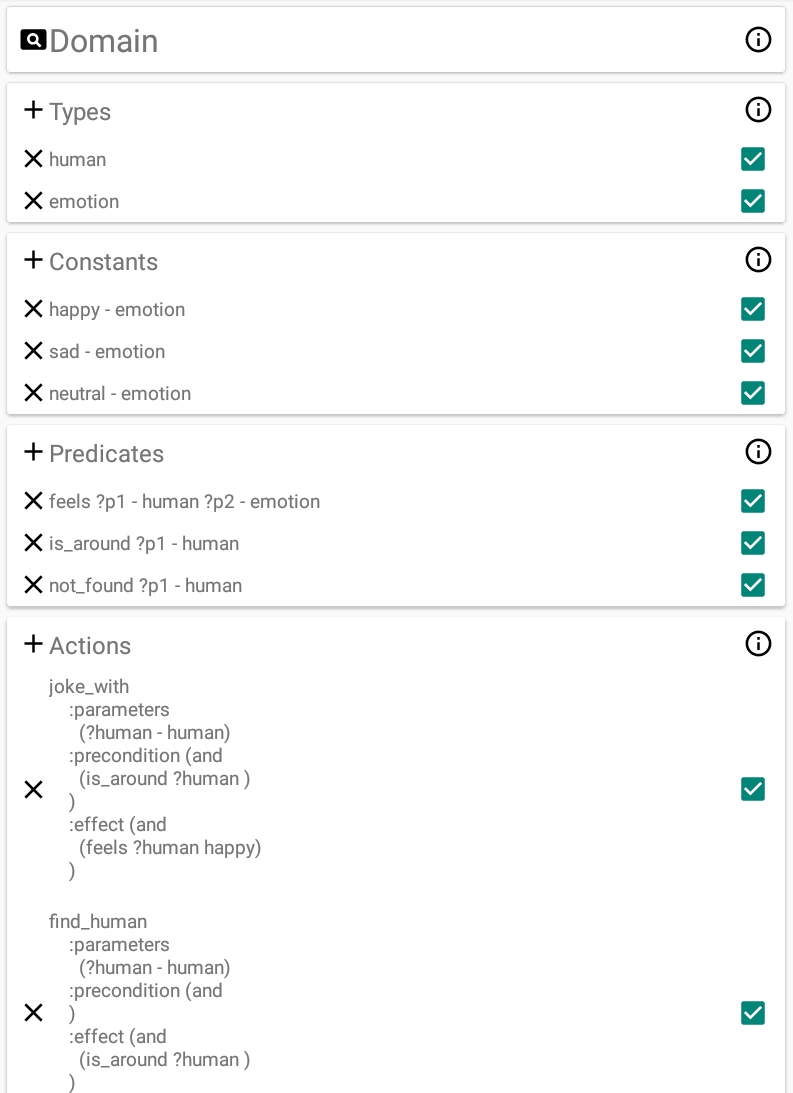 Domain
Types
human
emotion
Constants
happy - emotion
sad - emotion
neutral - emotion
Predicates
feels ?p1 - human ?p2 - emotion
is_around ?p1 - human
not_found ?p1 - human
Actions
joke_with
:parameters
(?human - human)
:precondition (and
(is_around ?human )
)
:effect (and
(feels ?human happy)
)
find_human
:parameters
(?human - human)
:precondition (and
)
:effect (and
(is_around ?human )
)